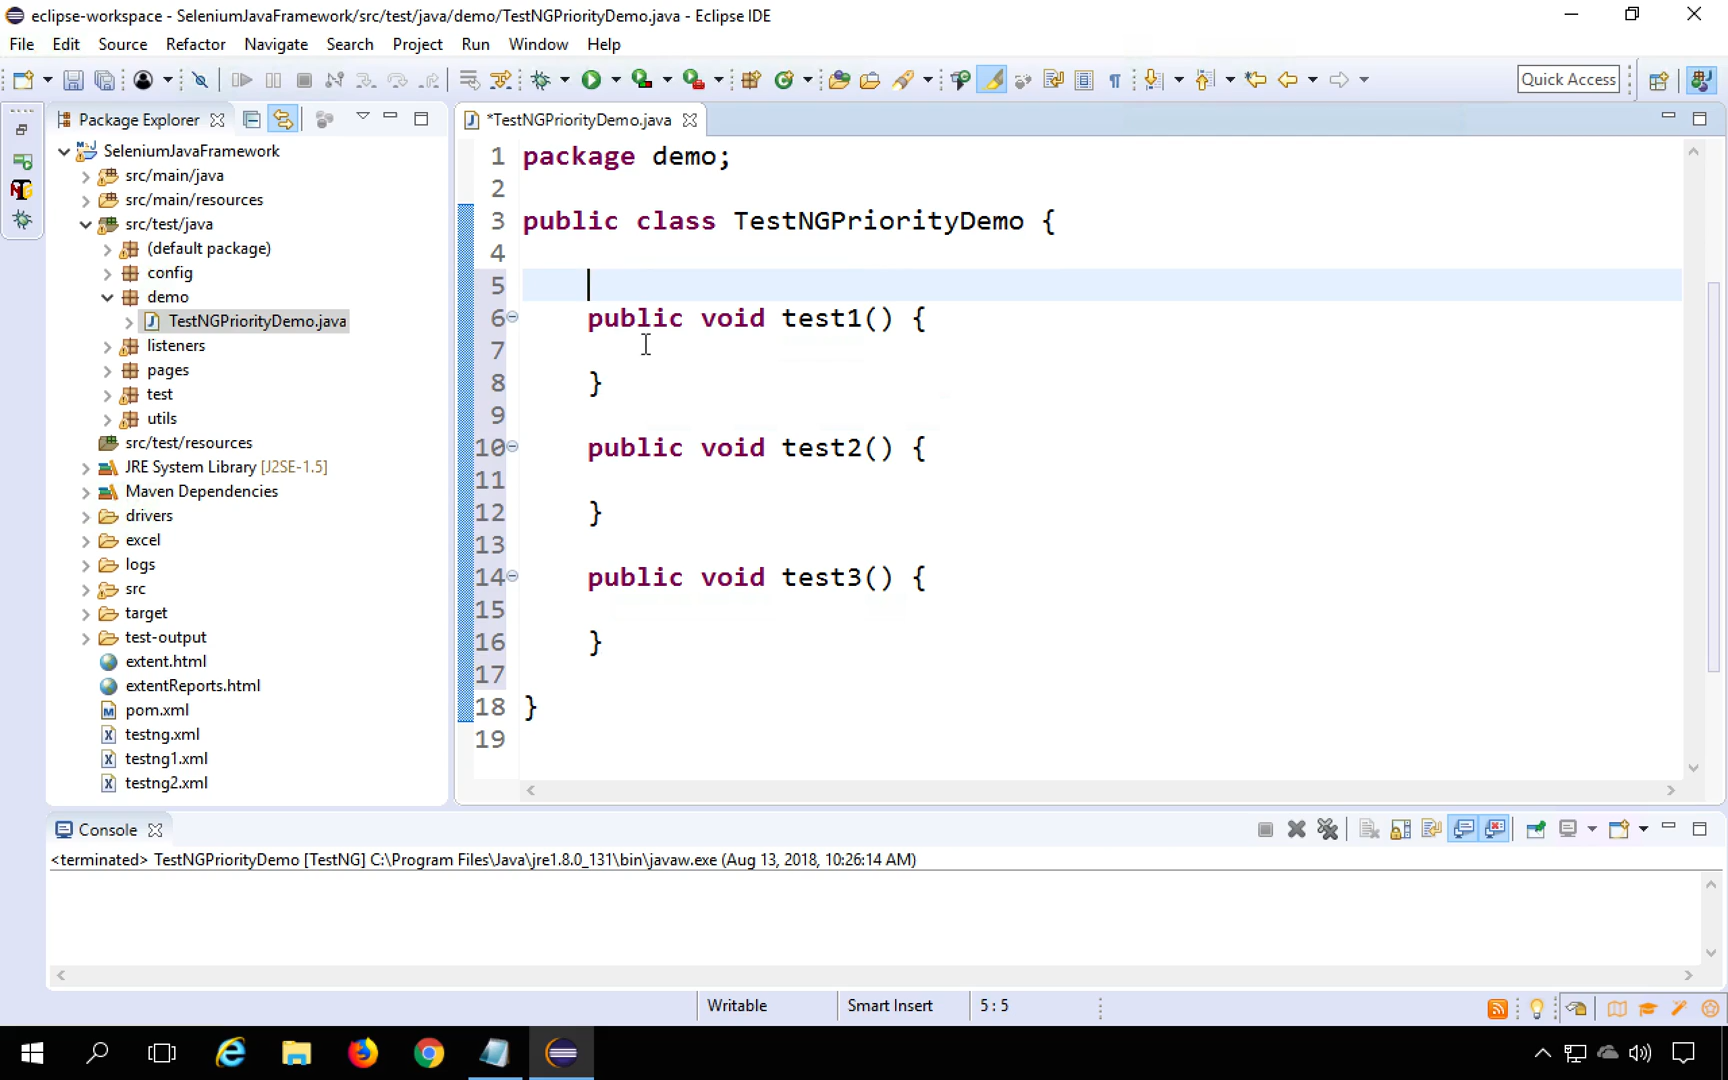 eclipse-workspace - SeleniumJavaFramework/src/test/java/demo/TestNGPriorityDemo.java - Eclipse IDE
File Edit Source Refactor Navigate Search Run Project Run Window Help
Quick Access
Package Explorer
SeleniumJavaFramework
src/main/java
src/main/resources
src/test/java
(default package)
config
demo
TestNGPriorityDemo.java
listeners
pages
test
utils
src/test/resources
JRE System Library [J2SE-1.5]
Maven Dependencies
drivers
excel
logs
src
target
test-output
extent.html
extentReports.html
pom.xml
testng.xml
testng1.xml
testng2.xml
*TestNGPriorityDemo.java
1 package demo;
2
3 public class TestNGPriorityDemo {
4
5
6 public void test1() {
7
8 }
9
10 public void test2() {
11
12 }
13
14 public void test3() {
15
16 }
17
18 }
19
Console
<terminated> TestNGPriorityDemo [TestNG] C:\Program Files\Java\jre1.8.0_131\bin\javaw.exe (Aug 13, 2018, 10:26:14 AM)
Writable Smart Insert 5 : 5